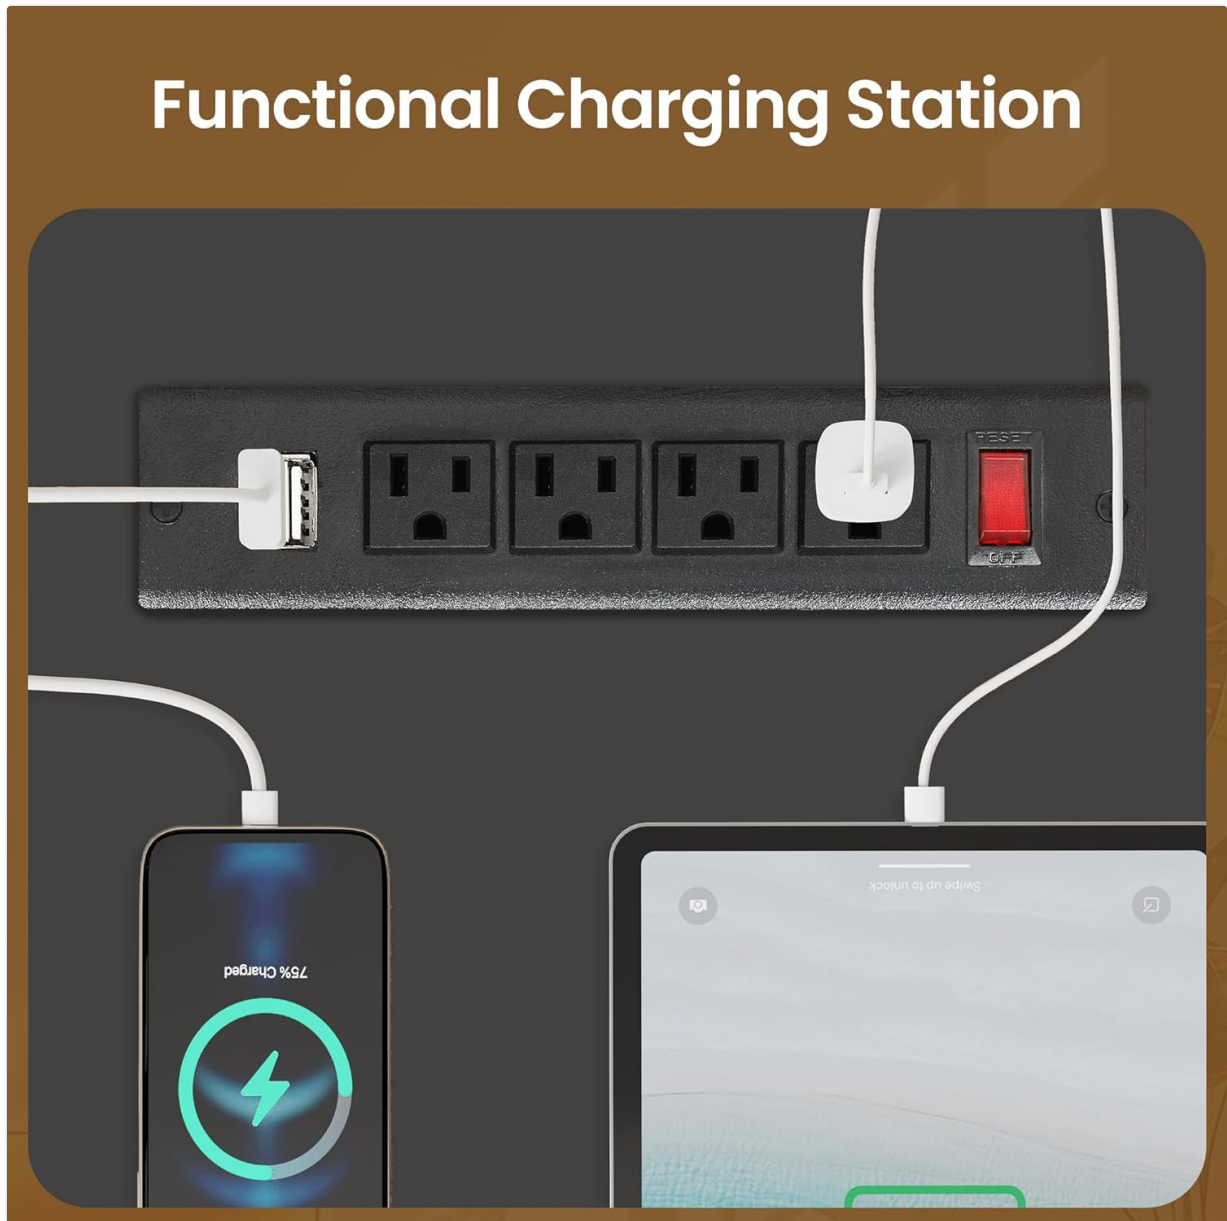 Functional Charging Station
RESET
OFF
75% Charged
Swipe up to unlock